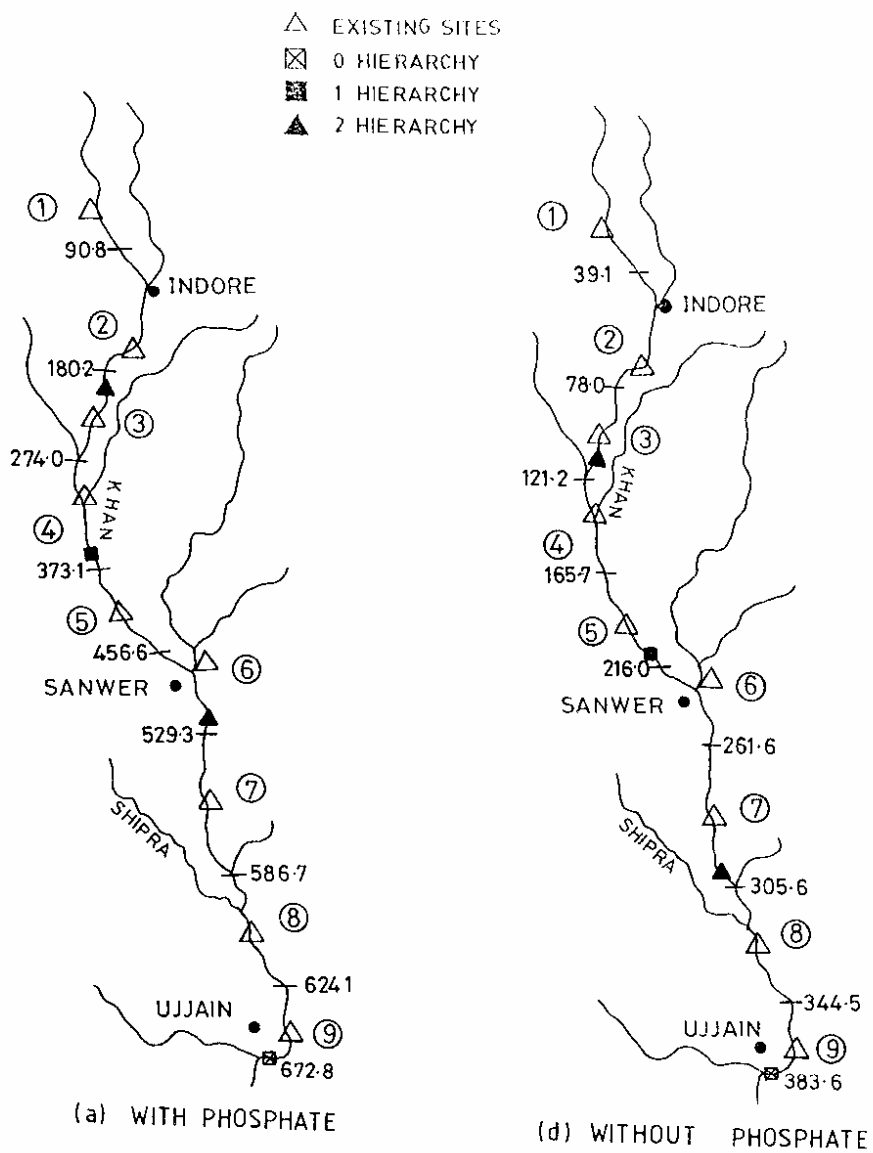 EXISTING SITES
0 HIERARCHY
1 HIERARCHY
2 HIERARCHY
①
90.8
INDORE
②
180.2
③
274.0
KHAN
④
373.1
⑤
456.6
⑥
SANWER
529.3
⑦
SHIPRA
586.7
⑧
624.1
UJJAIN
⑨
672.8
(a) WITH PHOSPHATE
①
39.1
INDORE
②
78.0
③
121.2
KHAN
④
165.7
⑤
216.0
⑥
SANWER
261.6
⑦
SHIPRA
305.6
⑧
344.5
UJJAIN
⑨
383.6
(d) WITHOUT PHOSPHATE